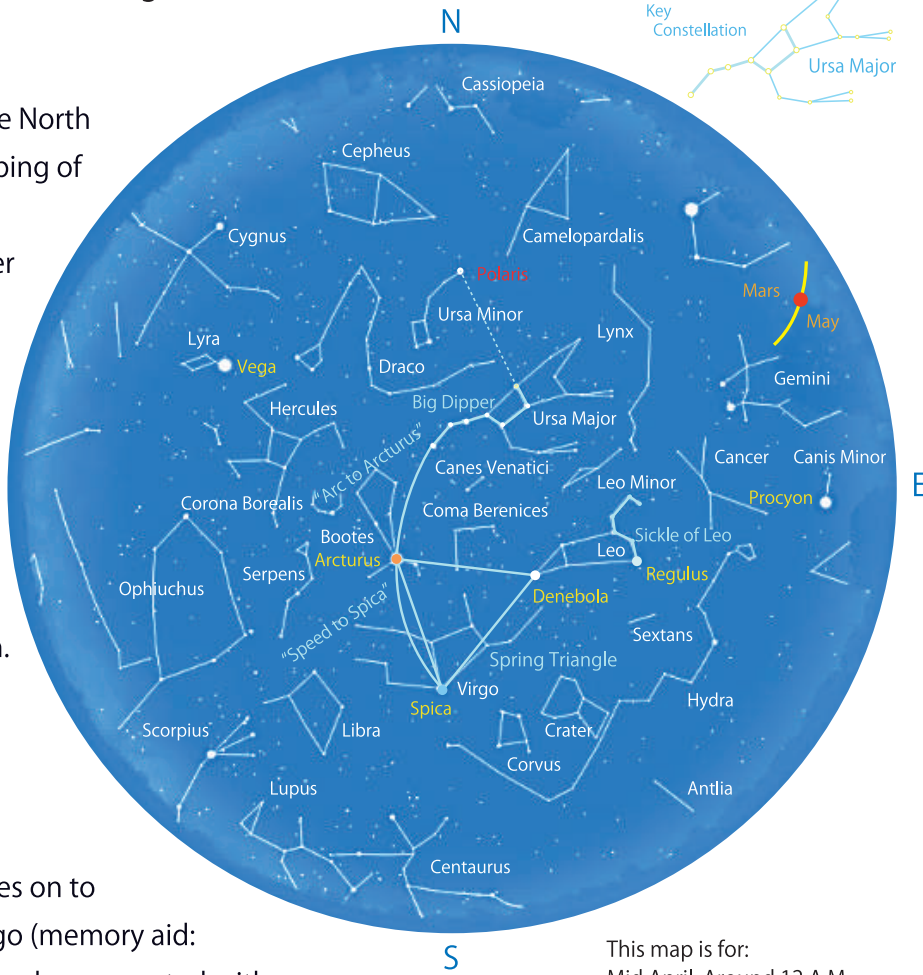 N
Key
Constellation
Ursa Major
Cassiopeia
e North
Cepheus
ping of
Cygnus
Camelopardalis
er
Polaris
Mars
Ursa Minor
May
Lynx
Lyra
Vega
Draco
Gemini
Big Dipper
Hercules
Ursa Major
"Arc to Arcturus"
Canes Venatici
Cancer
Canis Minor
Leo Minor
E
Procyon
Corona Borealis
Coma Berenices
Bootes
Sickle of Leo
Leo
Arcturus
Serpens
Regulus
Ophiuchus
Denebola
"Speed to Spica"
Sextans
n.
Spring Triangle
Virgo
Hydra
Spica
Scorpius
Libra
Crater
Corvus
Lupus
Antlia
Centaurus
es on to
go (memory aid:
S
This map is for: